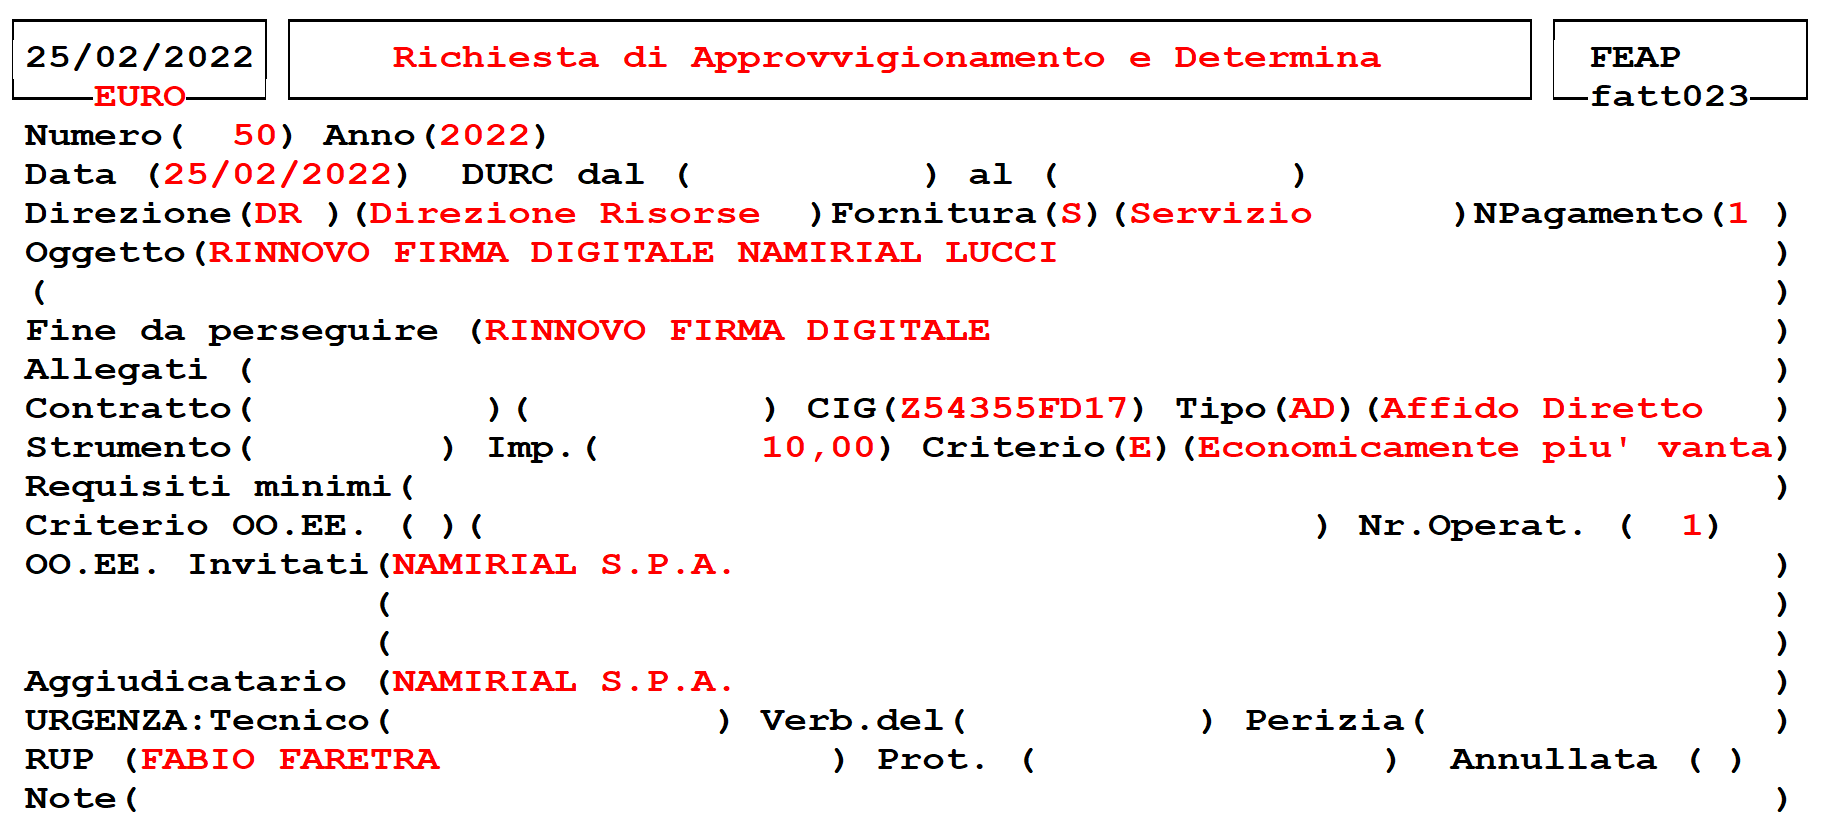 25/02/2022 Richiesta di Approvvigionamento e Determina FEAP
EURO fatt023
Numero( 50) Anno(2022)
Data (25/02/2022) DURC dal ( ) al ( )
Direzione(DR )(Direzione Risorse )Fornitura(S)(Servizio )NPagamento(1 )
Oggetto(RINNOVO FIRMA DIGITALE NAMIRIAL LUCCI )
( )
Fine da perseguire (RINNOVO FIRMA DIGITALE )
Allegati ( )
Contratto( )( ) CIG(Z54355FD17) Tipo(AD)(Affido Diretto )
Strumento( ) Imp.( 10,00) Criterio(E)(Economicamente piu' vanta)
Requisiti minimi( )
Criterio OO.EE. ( )( ) Nr.Operat. ( 1)
OO.EE. Invitati(NAMIRIAL S.P.A. )
( )
( )
Aggiudicatario (NAMIRIAL S.P.A. )
URGENZA:Tecnico( ) Verb.del( ) Perizia( )
RUP (FABIO FARETRA ) Prot. ( ) Annullata ( )
Note( )